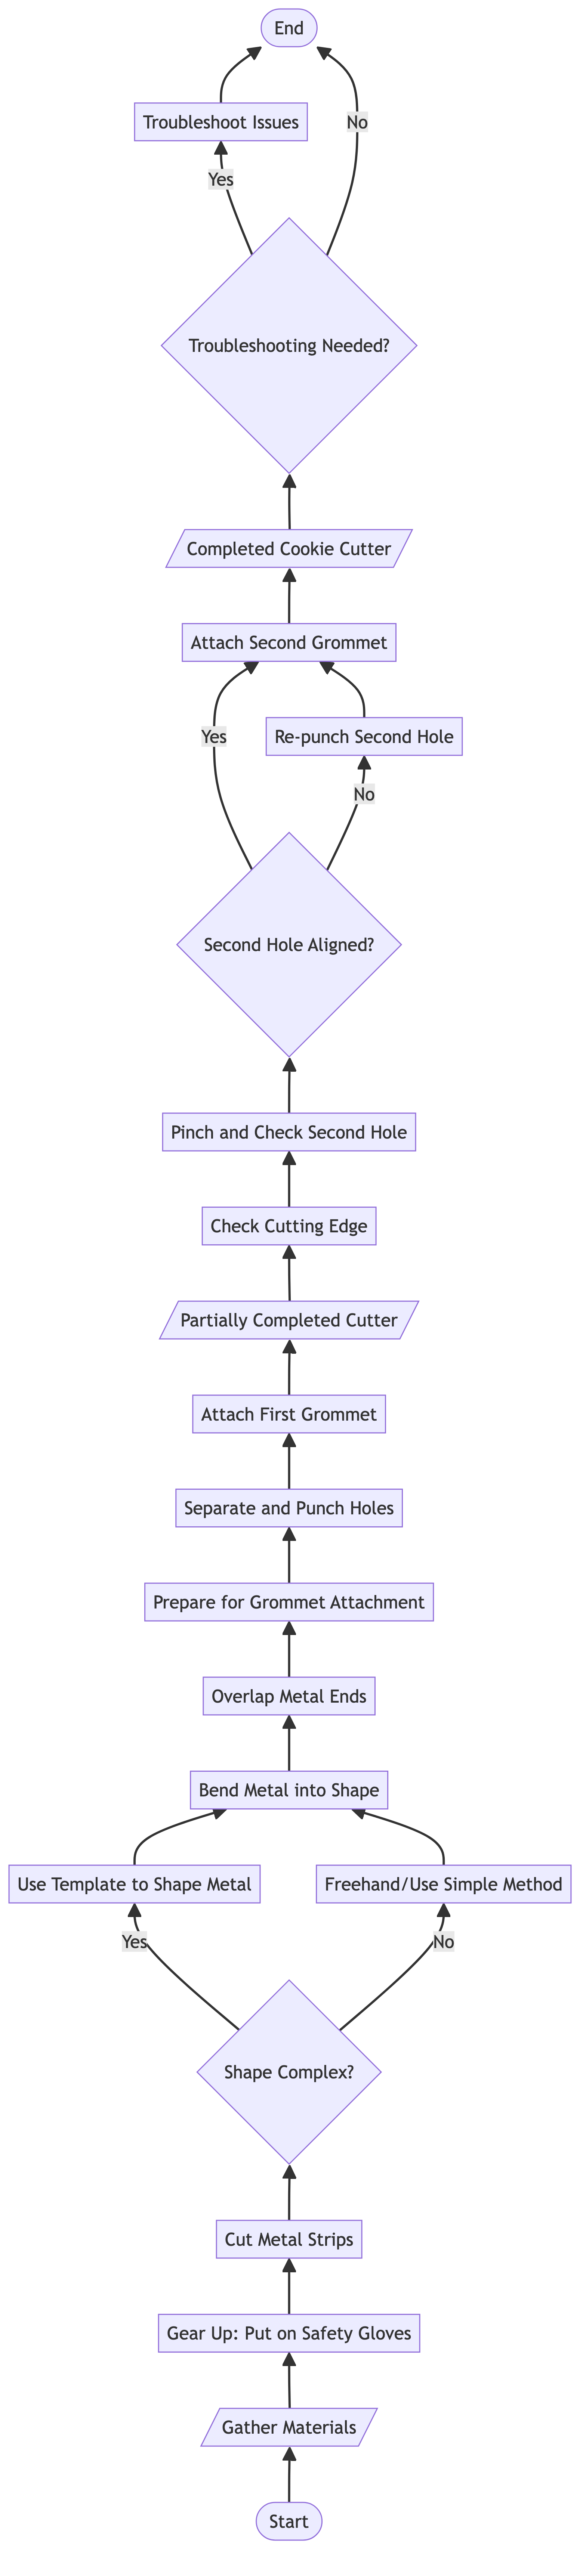 End
Troubleshoot Issues
No
Yes
Troubleshooting Needed?
Completed Cookie Cutter
Attach Second Grommet
Yes
Re-punch Second Hole
No
Second Hole Aligned?
Pinch and Check Second Hole
Check Cutting Edge
Partially Completed Cutter
Attach First Grommet
Separate and Punch Holes
Prepare for Grommet Attachment
Overlap Metal Ends
Bend Metal into Shape
Use Template to Shape Metal
Freehand/Use Simple Method
Yes
No
Shape Complex?
Cut Metal Strips
Gear Up: Put on Safety Gloves
Gather Materials
Start